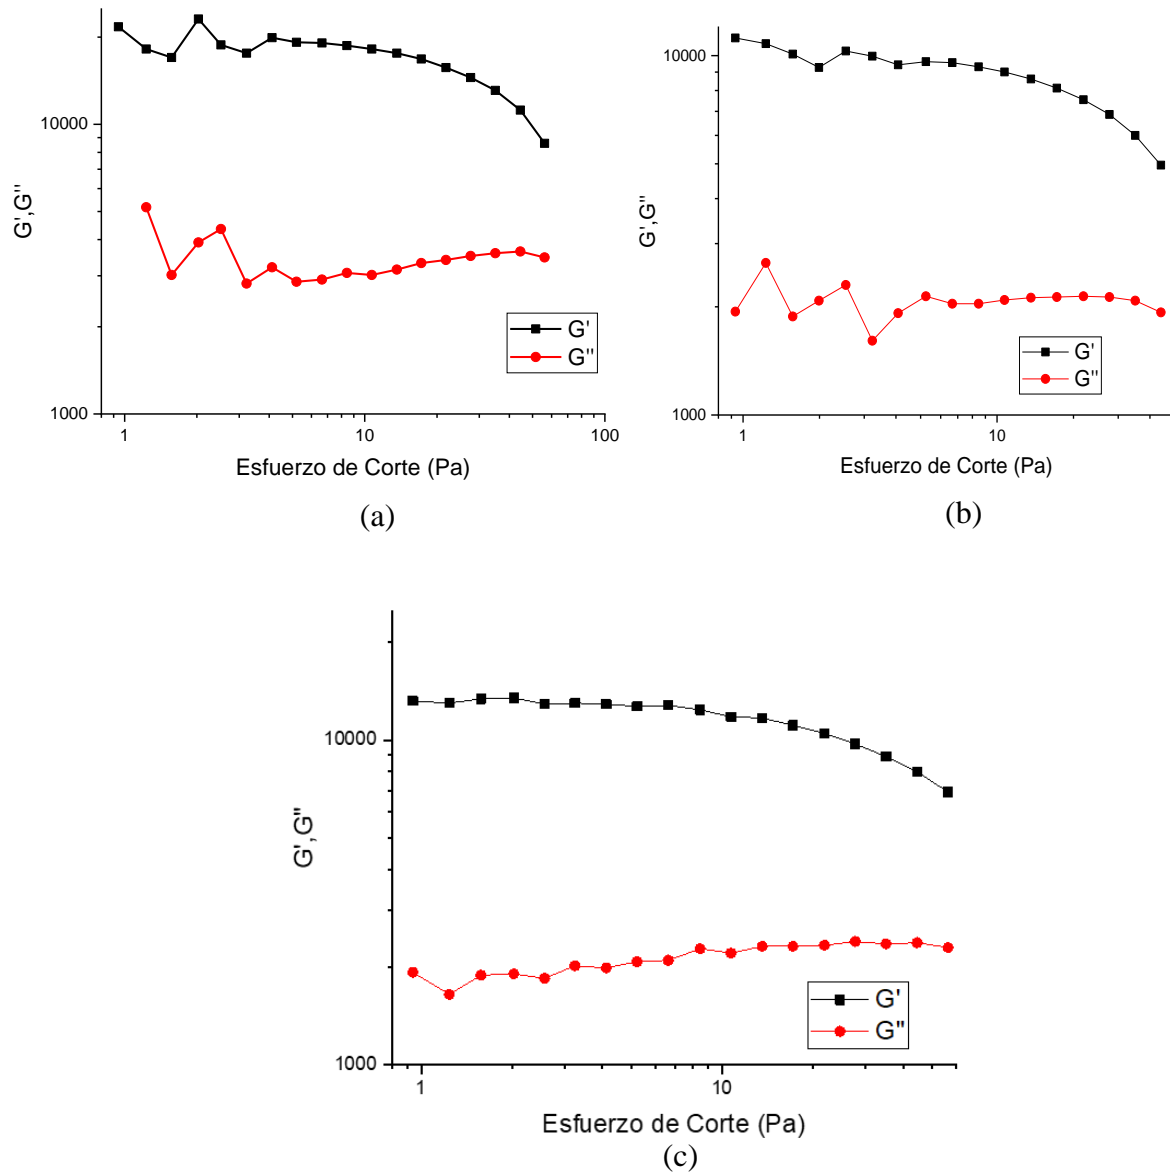 10000
1000
G',G''
G'
G''
1
10
100
Esfuerzo de Corte (Pa)
(a)
10000
1000
G',G''
G'
G''
1
10
Esfuerzo de Corte (Pa)
(b)
10000
1000
G',G''
G'
G''
1
10
Esfuerzo de Corte (Pa)
(c)